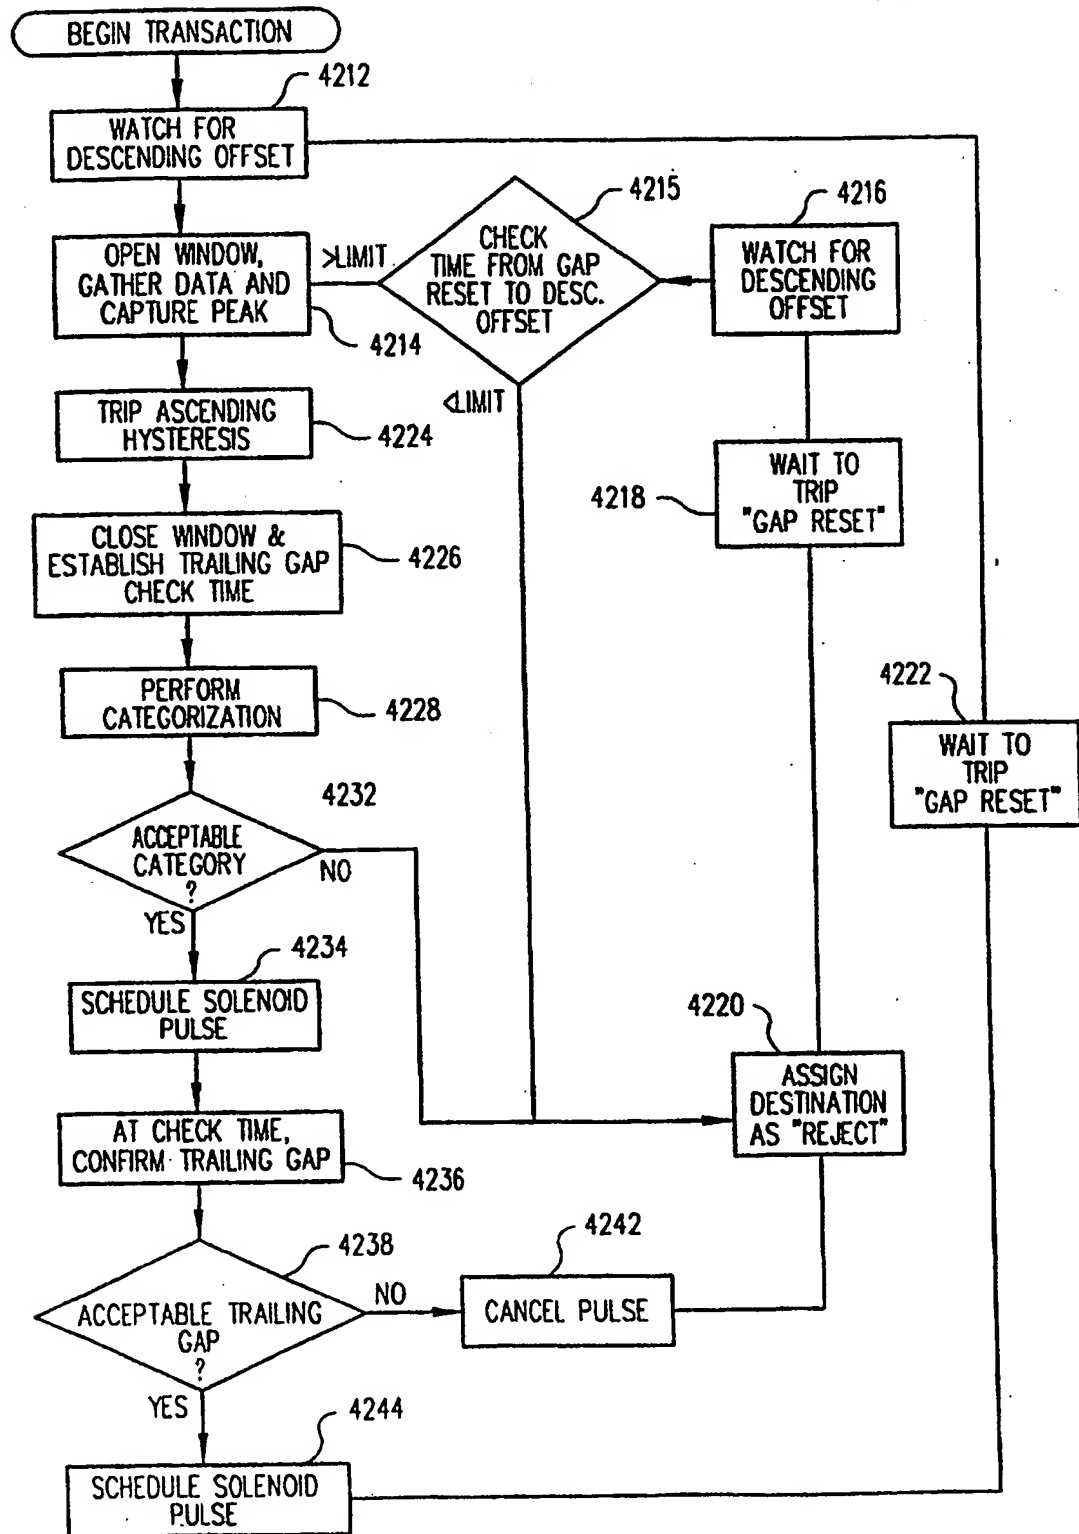 BEGIN TRANSACTION
4212
WATCH FOR
DESCENDING OFFSET
4215
4216
CHECK
TIME FROM GAP
RESET TO DESC.
OFFSET
>LIMIT
<LIMIT
WATCH FOR
DESCENDING
OFFSET
OPEN WINDOW,
GATHER DATA AND
CAPTURE PEAK
4214
TRIP ASCENDING
HYSTERESIS
4224
WAIT TO
TRIP
"GAP RESET"
4218
CLOSE WINDOW &
ESTABLISH TRAILING GAP
CHECK TIME
4226
PERFORM
CATEGORIZATION
4228
4222
WAIT TO
TRIP
"GAP RESET"
4232
ACCEPTABLE
CATEGORY
?
NO
YES
4234
SCHEDULE SOLENOID
PULSE
4220
ASSIGN
DESTINATION
AS "REJECT"
AT CHECK TIME,
CONFIRM TRAILING GAP
4236
4238
ACCEPTABLE TRAILING
GAP
?
NO
YES
4242
CANCEL PULSE
4244
SCHEDULE SOLENOID
PULSE